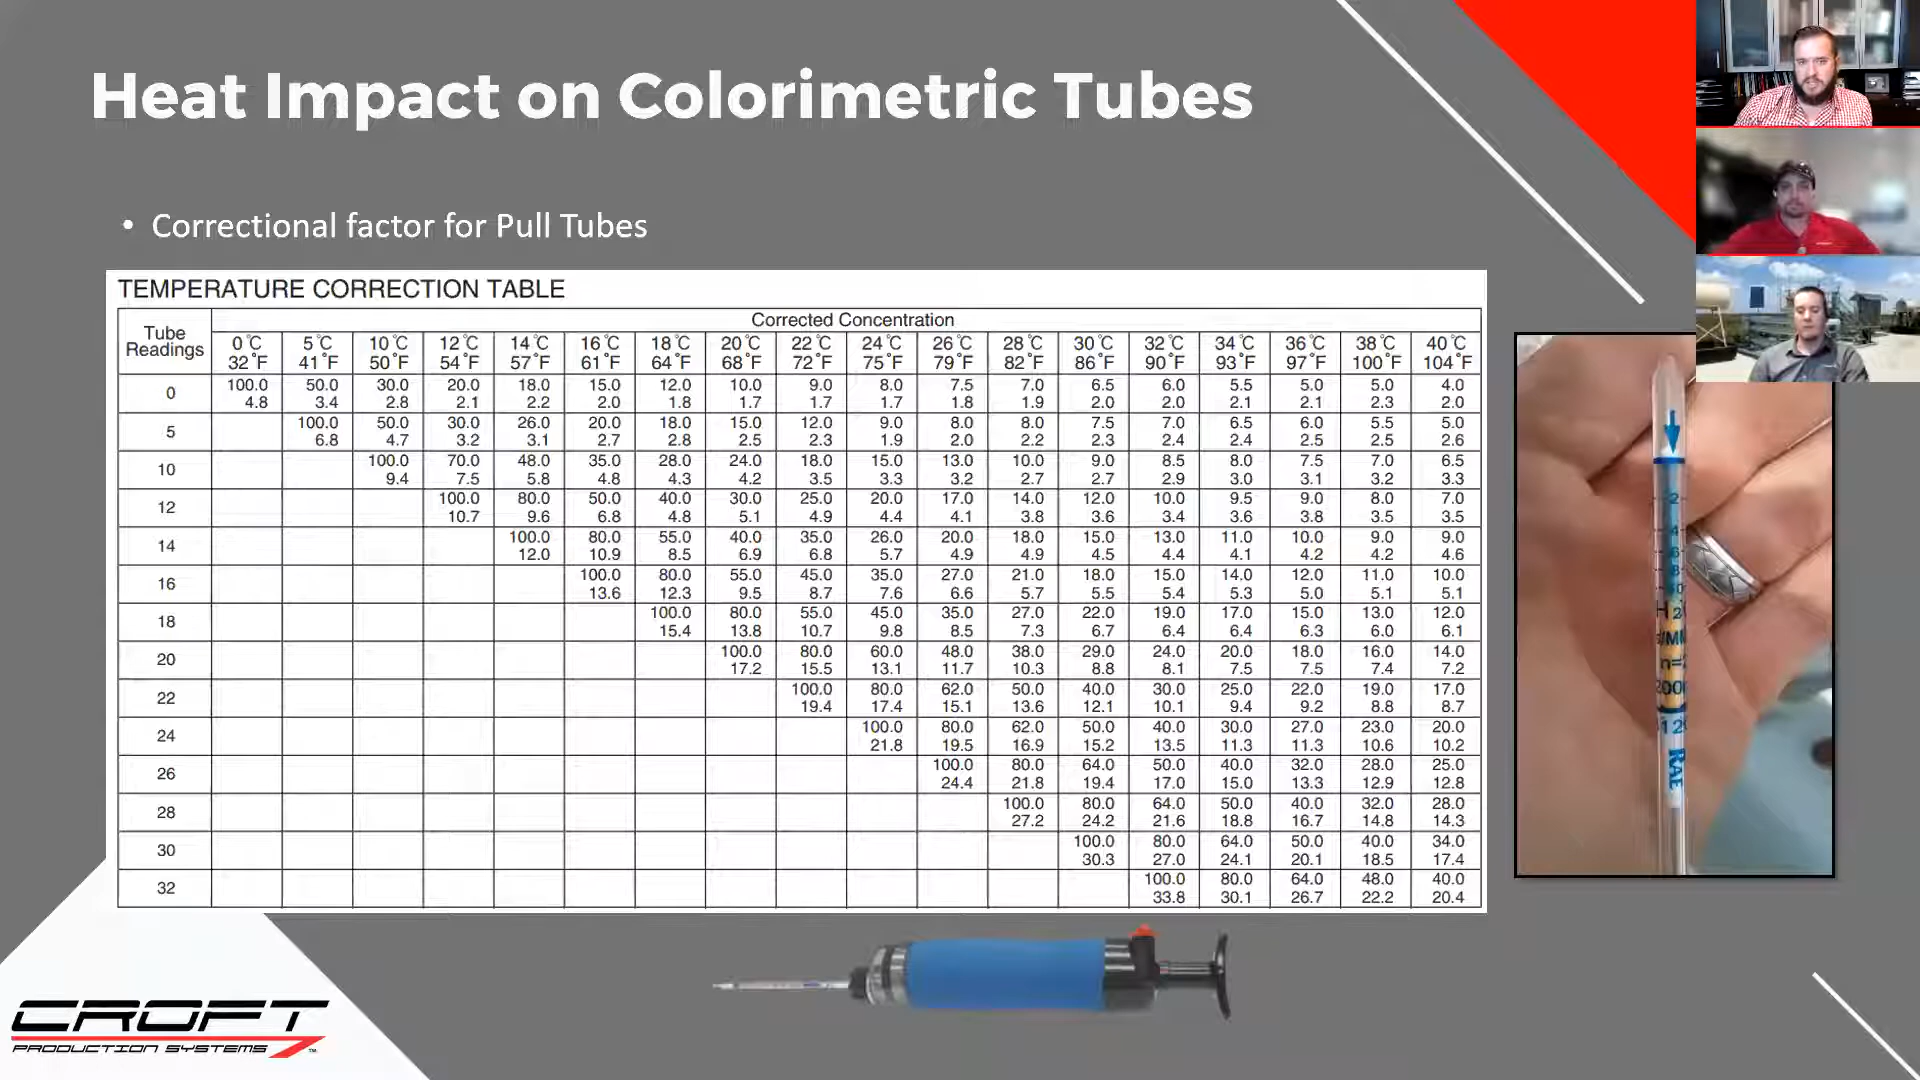 Heat Impact on Colorimetric Tubes
• Correctional factor for Pull Tubes
TEMPERATURE CORRECTION TABLE
Tube Readings
Corrected Concentration
0°C 5°C 10°C 12°C 14°C 16°C 18°C 20°C 22°C 24°C 26°C 28°C 30°C 32°C 34°C 36°C 38°C 40°C
32°F 41°F 50°F 54°F 57°F 61°F 64°F 68°F 72°F 75°F 79°F 82°F 86°F 90°F 93°F 97°F 100°F 104°F
0
100.0 50.0 30.0 20.0 18.0 15.0 12.0 10.0 9.0 8.0 7.5 7.0 6.5 6.0 5.5 5.0 5.0 4.0
4.8 3.4 2.8 2.1 2.2 2.0 1.8 1.7 1.7 1.7 1.8 1.9 2.0 2.0 2.1 2.1 2.3 2.0
5
100.0 50.0 30.0 26.0 20.0 18.0 15.0 12.0 9.0 8.0 8.0 7.5 7.0 6.5 6.0 5.5 5.0
6.8 4.7 3.2 3.1 2.7 2.8 2.5 2.3 1.9 2.0 2.2 2.3 2.4 2.4 2.5 2.5 2.6
10
100.0 70.0 48.0 35.0 28.0 24.0 18.0 15.0 13.0 10.0 9.0 8.5 8.0 7.5 7.0 6.5
9.4 7.5 5.8 4.8 4.3 4.2 3.5 3.3 3.2 2.7 2.7 2.9 3.0 3.1 3.2 3.3
12
100.0 80.0 50.0 40.0 30.0 25.0 20.0 17.0 14.0 12.0 10.0 9.5 9.0 8.0 7.0
10.7 9.6 6.8 4.8 5.1 4.9 4.4 4.1 3.8 3.6 3.4 3.6 3.8 3.5 3.5
14
100.0 80.0 55.0 40.0 35.0 26.0 20.0 18.0 15.0 13.0 11.0 10.0 9.0 9.0
12.0 10.9 8.5 6.9 6.8 5.7 4.9 4.9 4.5 4.4 4.1 4.2 4.2 4.6
16
100.0 80.0 55.0 45.0 35.0 27.0 21.0 18.0 15.0 14.0 12.0 11.0 10.0
13.6 12.3 9.5 8.7 7.6 6.6 5.7 5.5 5.4 5.3 5.0 5.1 5.1
18
100.0 80.0 55.0 45.0 35.0 27.0 22.0 19.0 17.0 15.0 13.0 12.0
15.4 13.8 10.7 9.8 8.5 7.3 6.7 6.4 6.4 6.3 6.0 6.1
20
100.0 80.0 60.0 48.0 38.0 29.0 24.0 20.0 18.0 16.0 14.0
17.2 15.5 13.1 11.7 10.3 8.8 8.1 7.5 7.5 7.4 7.2
22
100.0 80.0 62.0 50.0 40.0 30.0 25.0 22.0 19.0 17.0
19.4 17.4 15.1 13.6 12.1 10.1 9.4 9.2 8.8 8.7
24
100.0 80.0 62.0 50.0 40.0 30.0 27.0 23.0 20.0
21.8 19.5 16.9 15.2 13.5 11.3 11.3 10.6 10.2
26
100.0 80.0 64.0 50.0 40.0 32.0 28.0 25.0
24.4 21.8 19.4 17.0 15.0 13.3 12.9 12.8
28
100.0 80.0 64.0 50.0 40.0 32.0 28.0
27.2 24.2 21.6 18.8 16.7 14.8 14.3
30
100.0 80.0 64.0 50.0 40.0 34.0
30.3 27.0 24.1 20.1 18.5 17.4
32
100.0 80.0 64.0 48.0 40.0
33.8 30.1 26.7 22.2 20.4
2
4
6
8
RAE
CROFT
PRODUCTION SYSTEMS